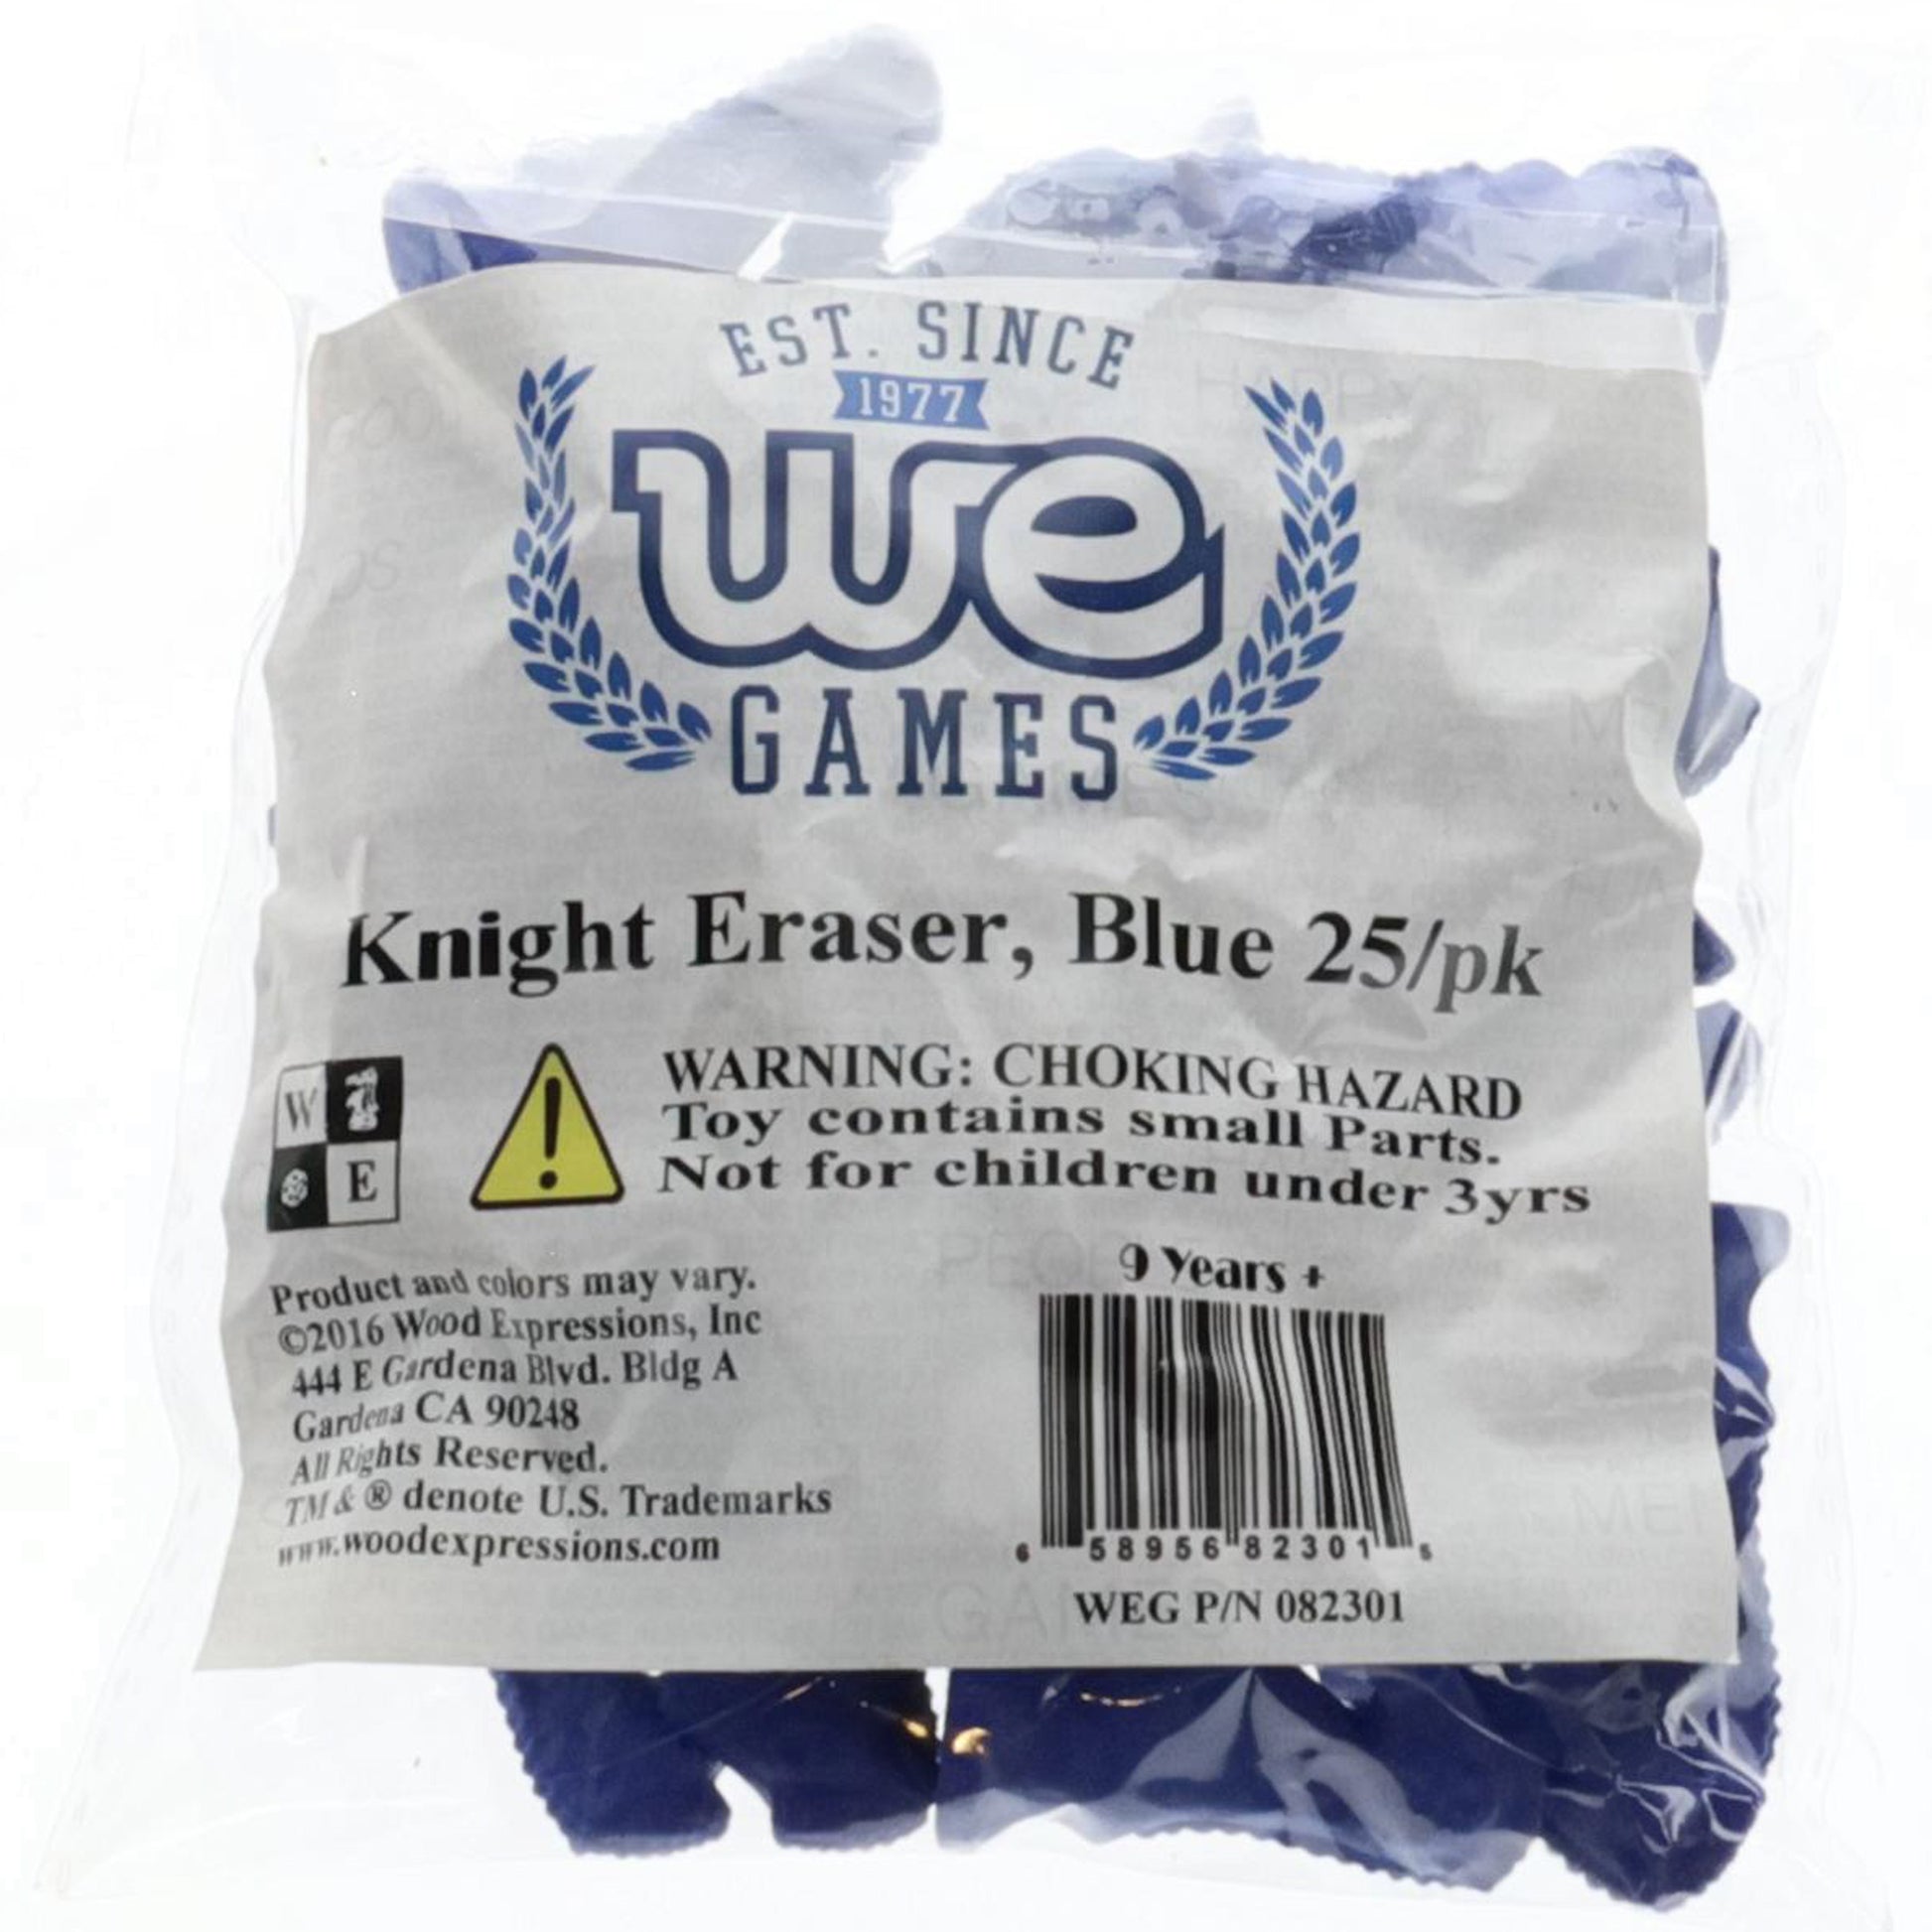 EST. SINCE
1977
we
GAMES
Knight Eraser, Blue 25/pk
W
E
WARNING: CHOKING HAZARD
Toy contains small Parts.
Not for children under 3yrs
Product and colors may vary.
©2016 Wood Expressions, Inc
444 E Gardena Blvd. Bldg A
Gardena CA 90248
All Rights Reserved.
TM & ® denote U.S. Trademarks
www.woodexpressions.com
9 Years +
6 58956 82301 6
WEG P/N 082301